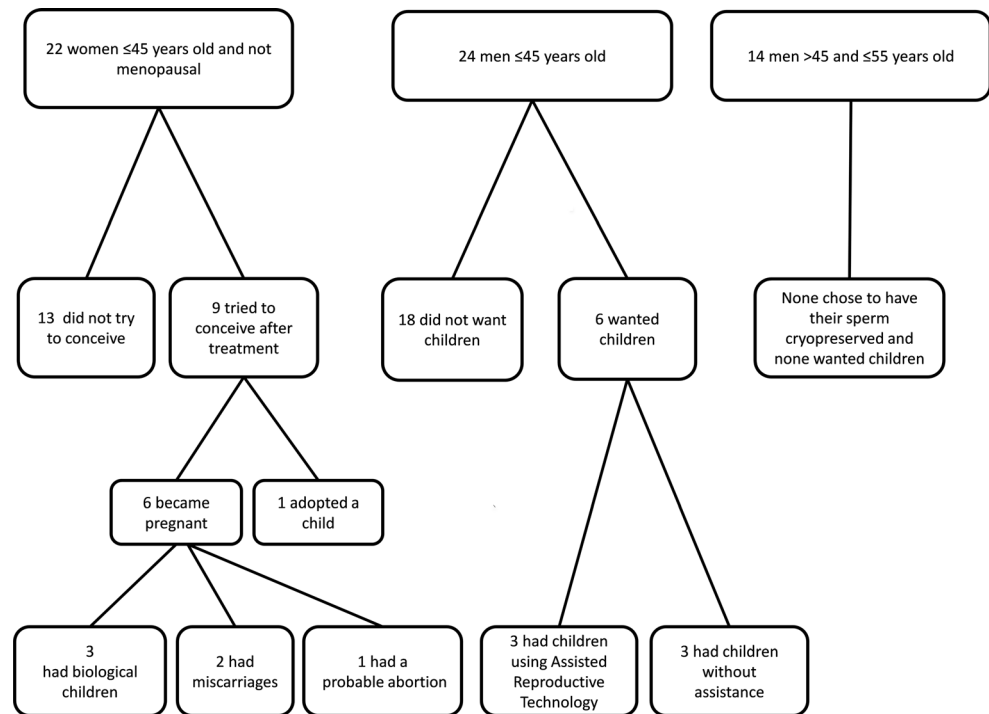 22 women ≤45 years old and not
menopausal
24 men ≤45 years old
14 men >45 and ≤55 years old
13 did not try
to conceive
9 tried to
conceive after
treatment
18 did not want
children
6 wanted
children
None chose to have
their sperm
cryopreserved and
none wanted children
6 became
pregnant
1 adopted a
child
3
had biological
children
2 had
miscarriages
1 had a
probable abortion
3 had children
using Assisted
Reproductive
Technology
3 had children
without
assistance